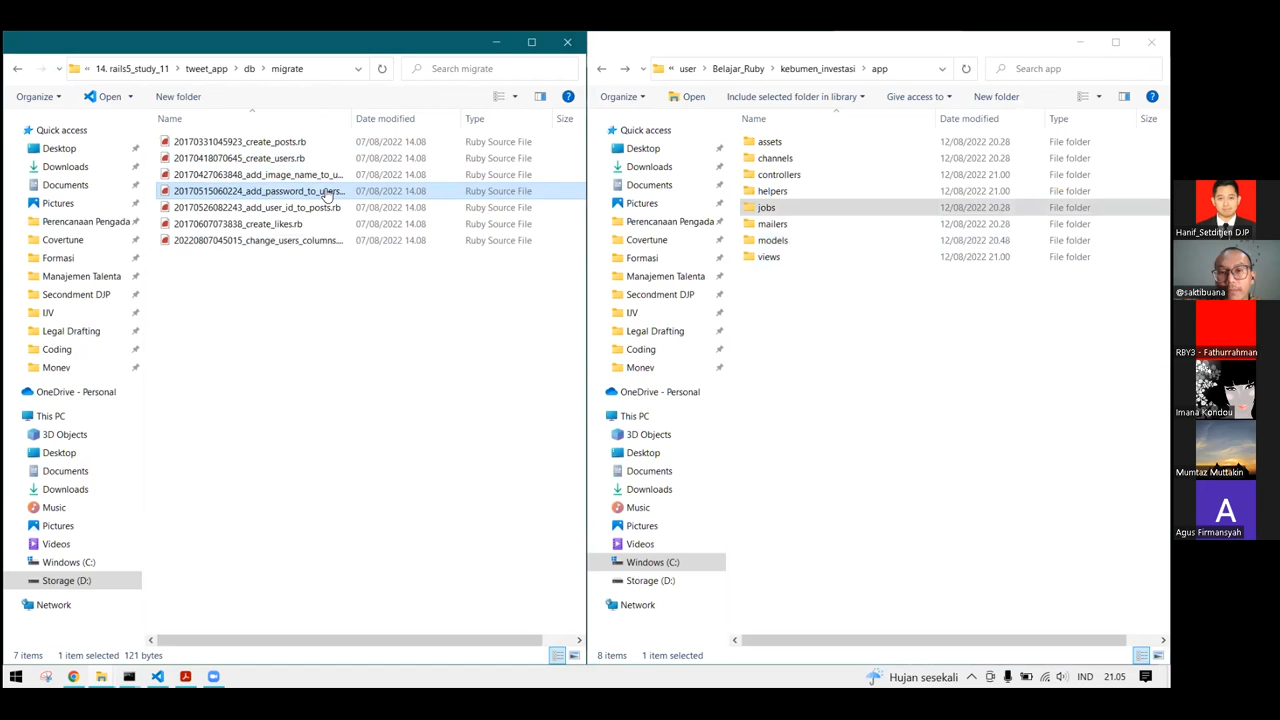 14. rails5_study_11 tweet_app db migrate
Search migrate
Organize
Open
New folder
Name
Date modified
Type
Size
Quick access
Desktop
Downloads
Documents
Pictures
Perencanaan Pengada
Covertune
Formasi
Manajemen Talenta
Secondment DJP
IJV
Legal Drafting
Coding
Monev
OneDrive - Personal
This PC
3D Objects
Desktop
Documents
Downloads
Music
Pictures
Videos
Windows (C:)
Storage (D:)
Network
20170331045923_create_posts.rb 07/08/2022 14.08 Ruby Source File
20170418070645_create_users.rb 07/08/2022 14.08 Ruby Source File
20170427063848_add_image_name_to_u... 07/08/2022 14.08 Ruby Source File
20170515060224_add_password_to_users... 07/08/2022 14.08 Ruby Source File
20170526082243_add_user_id_to_posts.rb 07/08/2022 14.08 Ruby Source File
20170607073838_create_likes.rb 07/08/2022 14.08 Ruby Source File
20220807045015_change_users_columns.... 07/08/2022 14.08 Ruby Source File
7 items 1 item selected 121 bytes
user Belajar_Ruby kebumen_investasi app
Search app
Organize
Open
Include selected folder in library
Give access to
New folder
Name
Date modified
Type
Size
Quick access
Desktop
Downloads
Documents
Pictures
Perencanaan Pengada
Covertune
Formasi
Manajemen Talenta
Secondment DJP
IJV
Legal Drafting
Coding
Monev
OneDrive - Personal
This PC
3D Objects
Desktop
Documents
Downloads
Music
Pictures
Videos
Windows (C:)
Storage (D:)
Network
assets 12/08/2022 20.28 File folder
channels 12/08/2022 20.28 File folder
controllers 12/08/2022 20.28 File folder
helpers 12/08/2022 20.28 File folder
jobs 12/08/2022 20.28 File folder
mailers 12/08/2022 20.28 File folder
models 12/08/2022 20.48 File folder
views 12/08/2022 21.00 File folder
8 items 1 item selected
Hanif_Setditjen DJP
@saktibuana
RBY3 - Fathurrahman
Imana Kondou
Mumtaz Muttakin
A
Agus Firmansyah
Hujan sesekali
IND
21.05